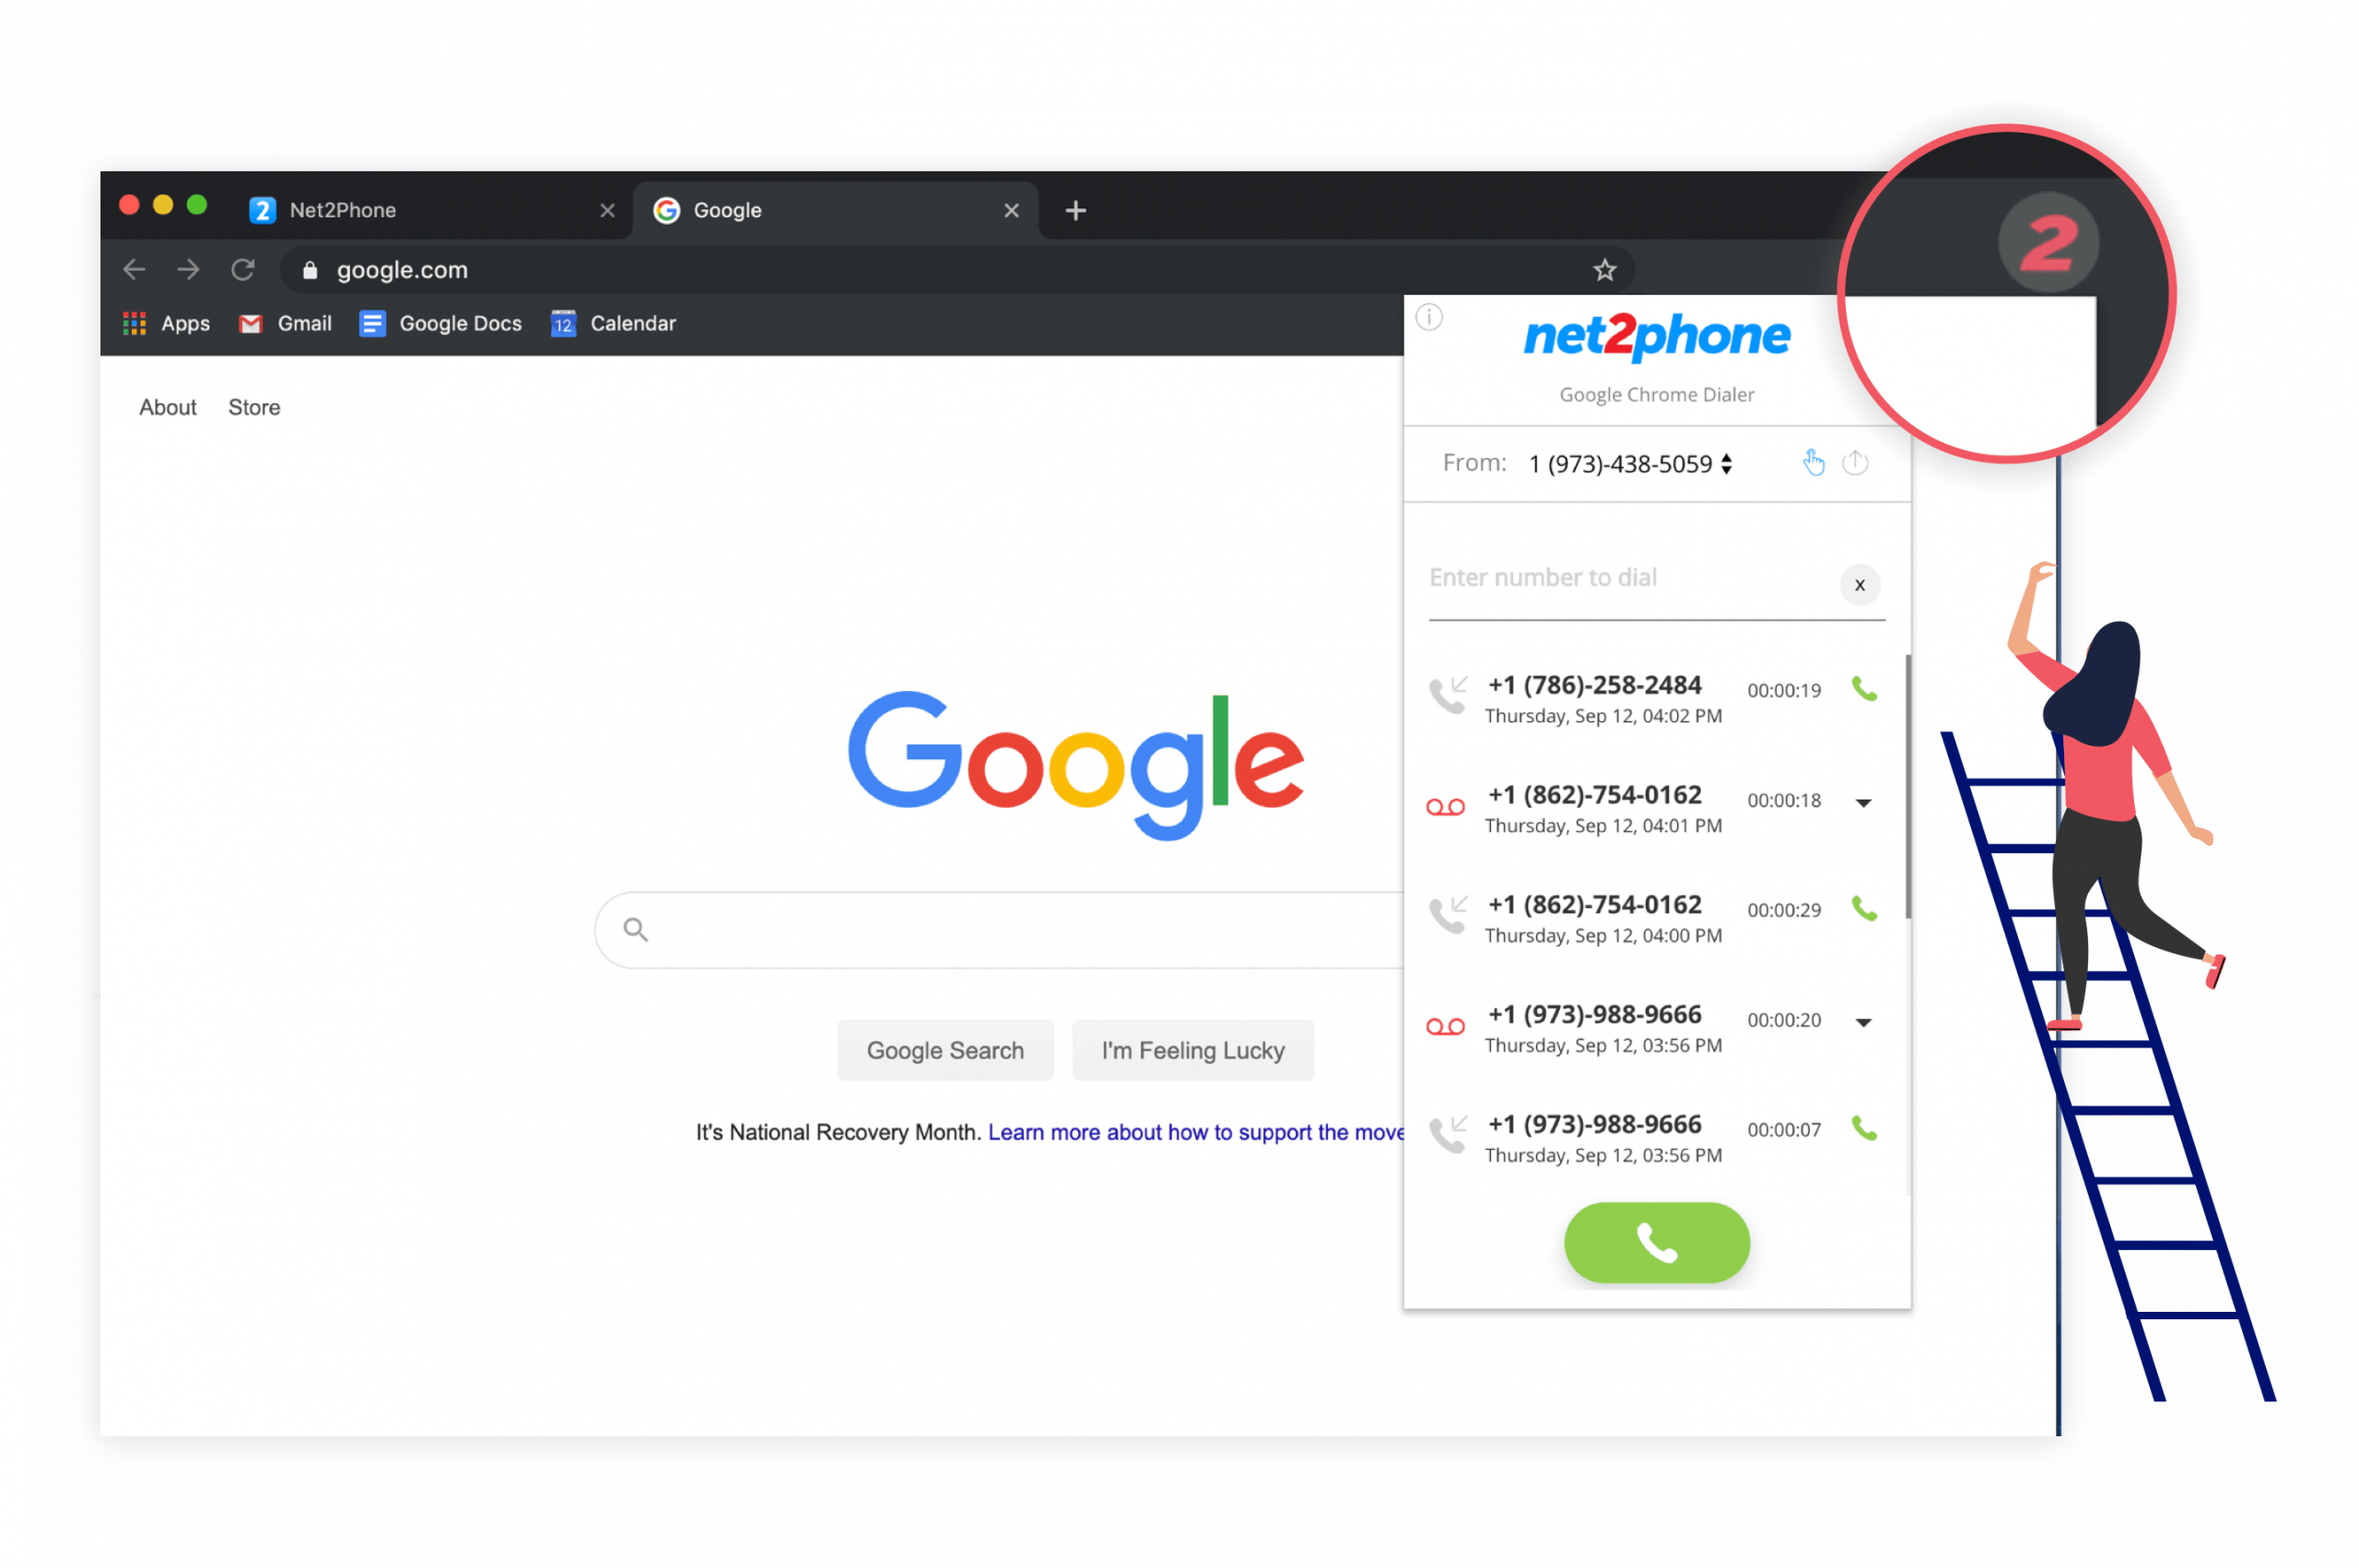 2 Net2Phone
Google
2
google.com
Apps
Gmail
Google Docs
12 Calendar
net2phone
Google Chrome Dialer
About
Store
From: 1 (973)-438-5059
Enter number to dial x
+1 (786)-258-2484 00:00:19
Thursday, Sep 12, 04:02 PM
+1 (862)-754-0162 00:00:18
Thursday, Sep 12, 04:01 PM
+1 (862)-754-0162 00:00:29
Thursday, Sep 12, 04:00 PM
+1 (973)-988-9666 00:00:20
Thursday, Sep 12, 03:56 PM
+1 (973)-988-9666 00:00:07
Thursday, Sep 12, 03:56 PM
Google
Google Search
I'm Feeling Lucky
It's National Recovery Month. Learn more about how to support the move